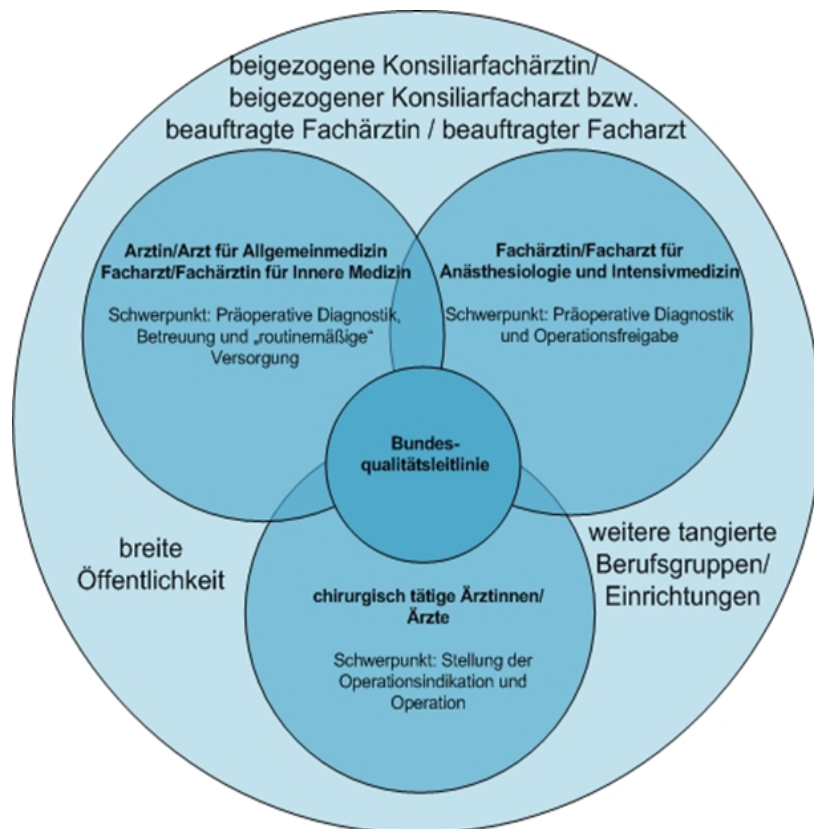 beigezogene Konsiliarfachärztin/
beigezogener Konsiliarfacharzt bzw.
beauftragte Fachärztin / beauftragter Facharzt
Arztin/Arzt für Allgemeinmedizin
Facharzt/Fachärztin für Innere Medizin
Schwerpunkt: Präoperative Diagnostik,
Betreuung und „routinemäßige“
Versorgung
Fachärztin/Facharzt für
Anästhesiologie und Intensivmedizin
Schwerpunkt: Präoperative Diagnostik
und Operationsfreigabe
Bundes-
qualitätsleitlinie
breite
Öffentlichkeit
weitere tangierte
Berufsgruppen/
Einrichtungen
chirurgisch tätige Ärztinnen/
Ärzte
Schwerpunkt: Stellung der
Operationsindikation und
Operation